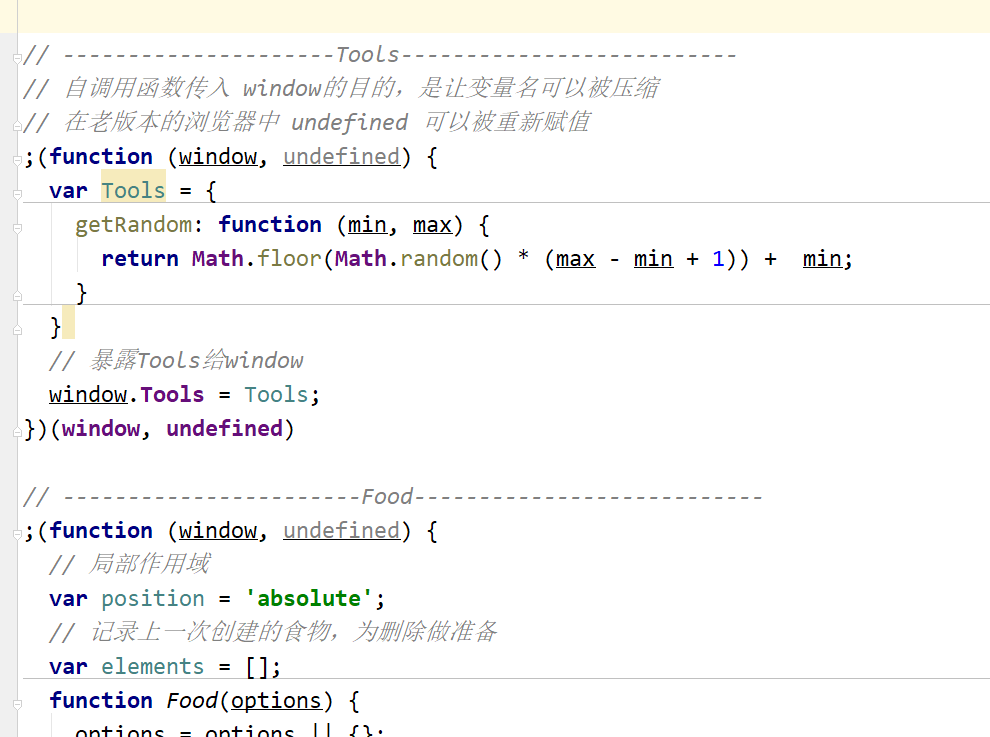 // ---------------------Tools--------------------------
// 自调用函数传入 window的目的，是让变量名可以被压缩
// 在老版本的浏览器中 undefined 可以被重新赋值
;(function (window, undefined) {
  var Tools = {
    getRandom: function (min, max) {
      return Math.floor(Math.random() * (max - min + 1)) +  min;
    }
  }
  // 暴露Tools给window
  window.Tools = Tools;
})(window, undefined)
// -----------------------Food---------------------------
;(function (window, undefined) {
  // 局部作用域
  var position = 'absolute';
  // 记录上一次创建的食物，为删除做准备
  var elements = [];
  function Food(options) {
    options = options || {};